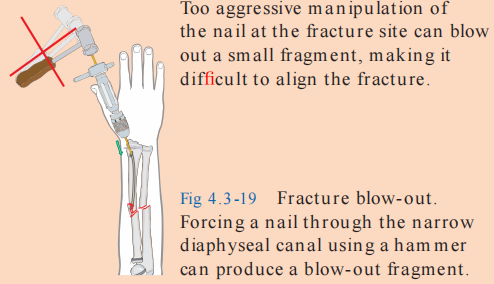 Too aggressive manipulation of
the nail at the fracture site can blow
out a small fragment, making it
difficult to align the fracture.
Fig 4.3-19 Fracture blow-out.
Forcing a nail through the narrow
diaphyseal canal using a hammer
can produce a blow-out fragment.